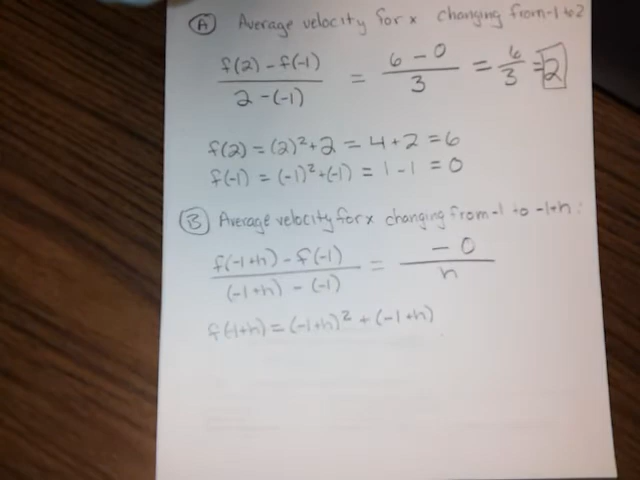 (A) Average velocity for x changing from -1 to 2
f(2) - f(-1) / 2 - (-1) = 6 - 0 / 3 = 6/3 = 2
f(2) = (2)² + 2 = 4 + 2 = 6
f(-1) = (-1)² + (-1) = 1 - 1 = 0
(B) Average velocity for x changing from -1 to -1+h:
f(-1+h) - f(-1) / (-1+h) - (-1) = - 0 / h
f(-1+h) = (-1+h)² + (-1+h)